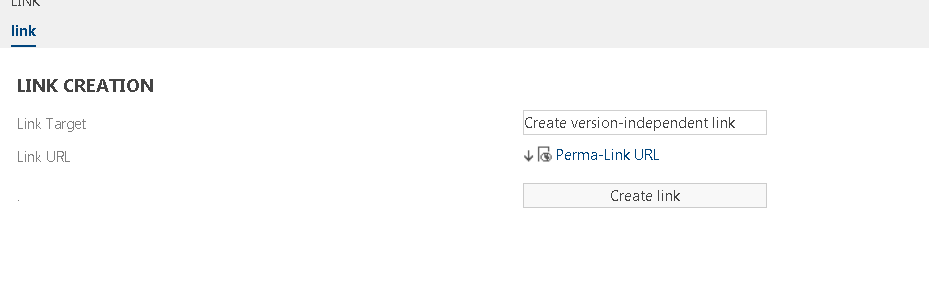 LINK
link
LINK CREATION
Link Target
Create version-independent link
Link URL
Perma-Link URL
.
Create link